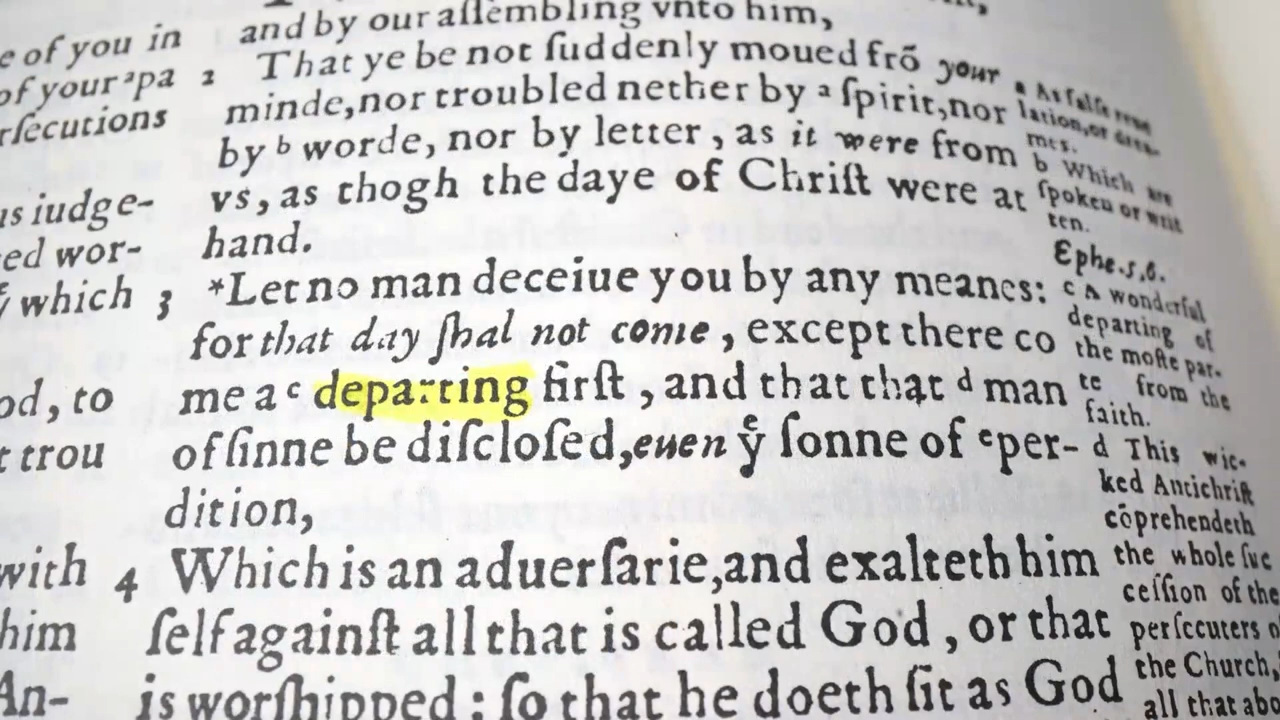 e of you in
of your ᵃpa
rſecutions
us iudge-
ed wor-
which
od, to
t trou
with
him
An-
and by our aſſembling vnto him,
2 That ye be not ſuddenly moued frō your
minde, nor troubled nether by ᵃ ſpirit, nor
by ᵇ worde, nor by letter, as it were from
vs, as thogh the daye of Chriſt were at
hand.
3 *Let no man deceiue you by any meanes:
for that day ſhal not come, except there co
me a ᶜ departing firſt, and that that ᵈ man
of ſinne be diſcloſed, euen yͤ ſonne of ᵉ per-
dition,
4 Which is an aduerſarie, and exalteth him
ſelf againſt all that is called God, or that
is worſhipped: ſo that he doeth ſit as God
a As falſe reue
lation, or drea-
mes.
b Which are
ſpoken or writ
ten.
Ephe.5,6.
c A wonderful
departing of
the moſte par-
te from the
faith.
d This wic-
ked Antichriſt
cōprehendeth
the whole ſuc
ceſſion of the
perſecuters o
the Church,
all that abo